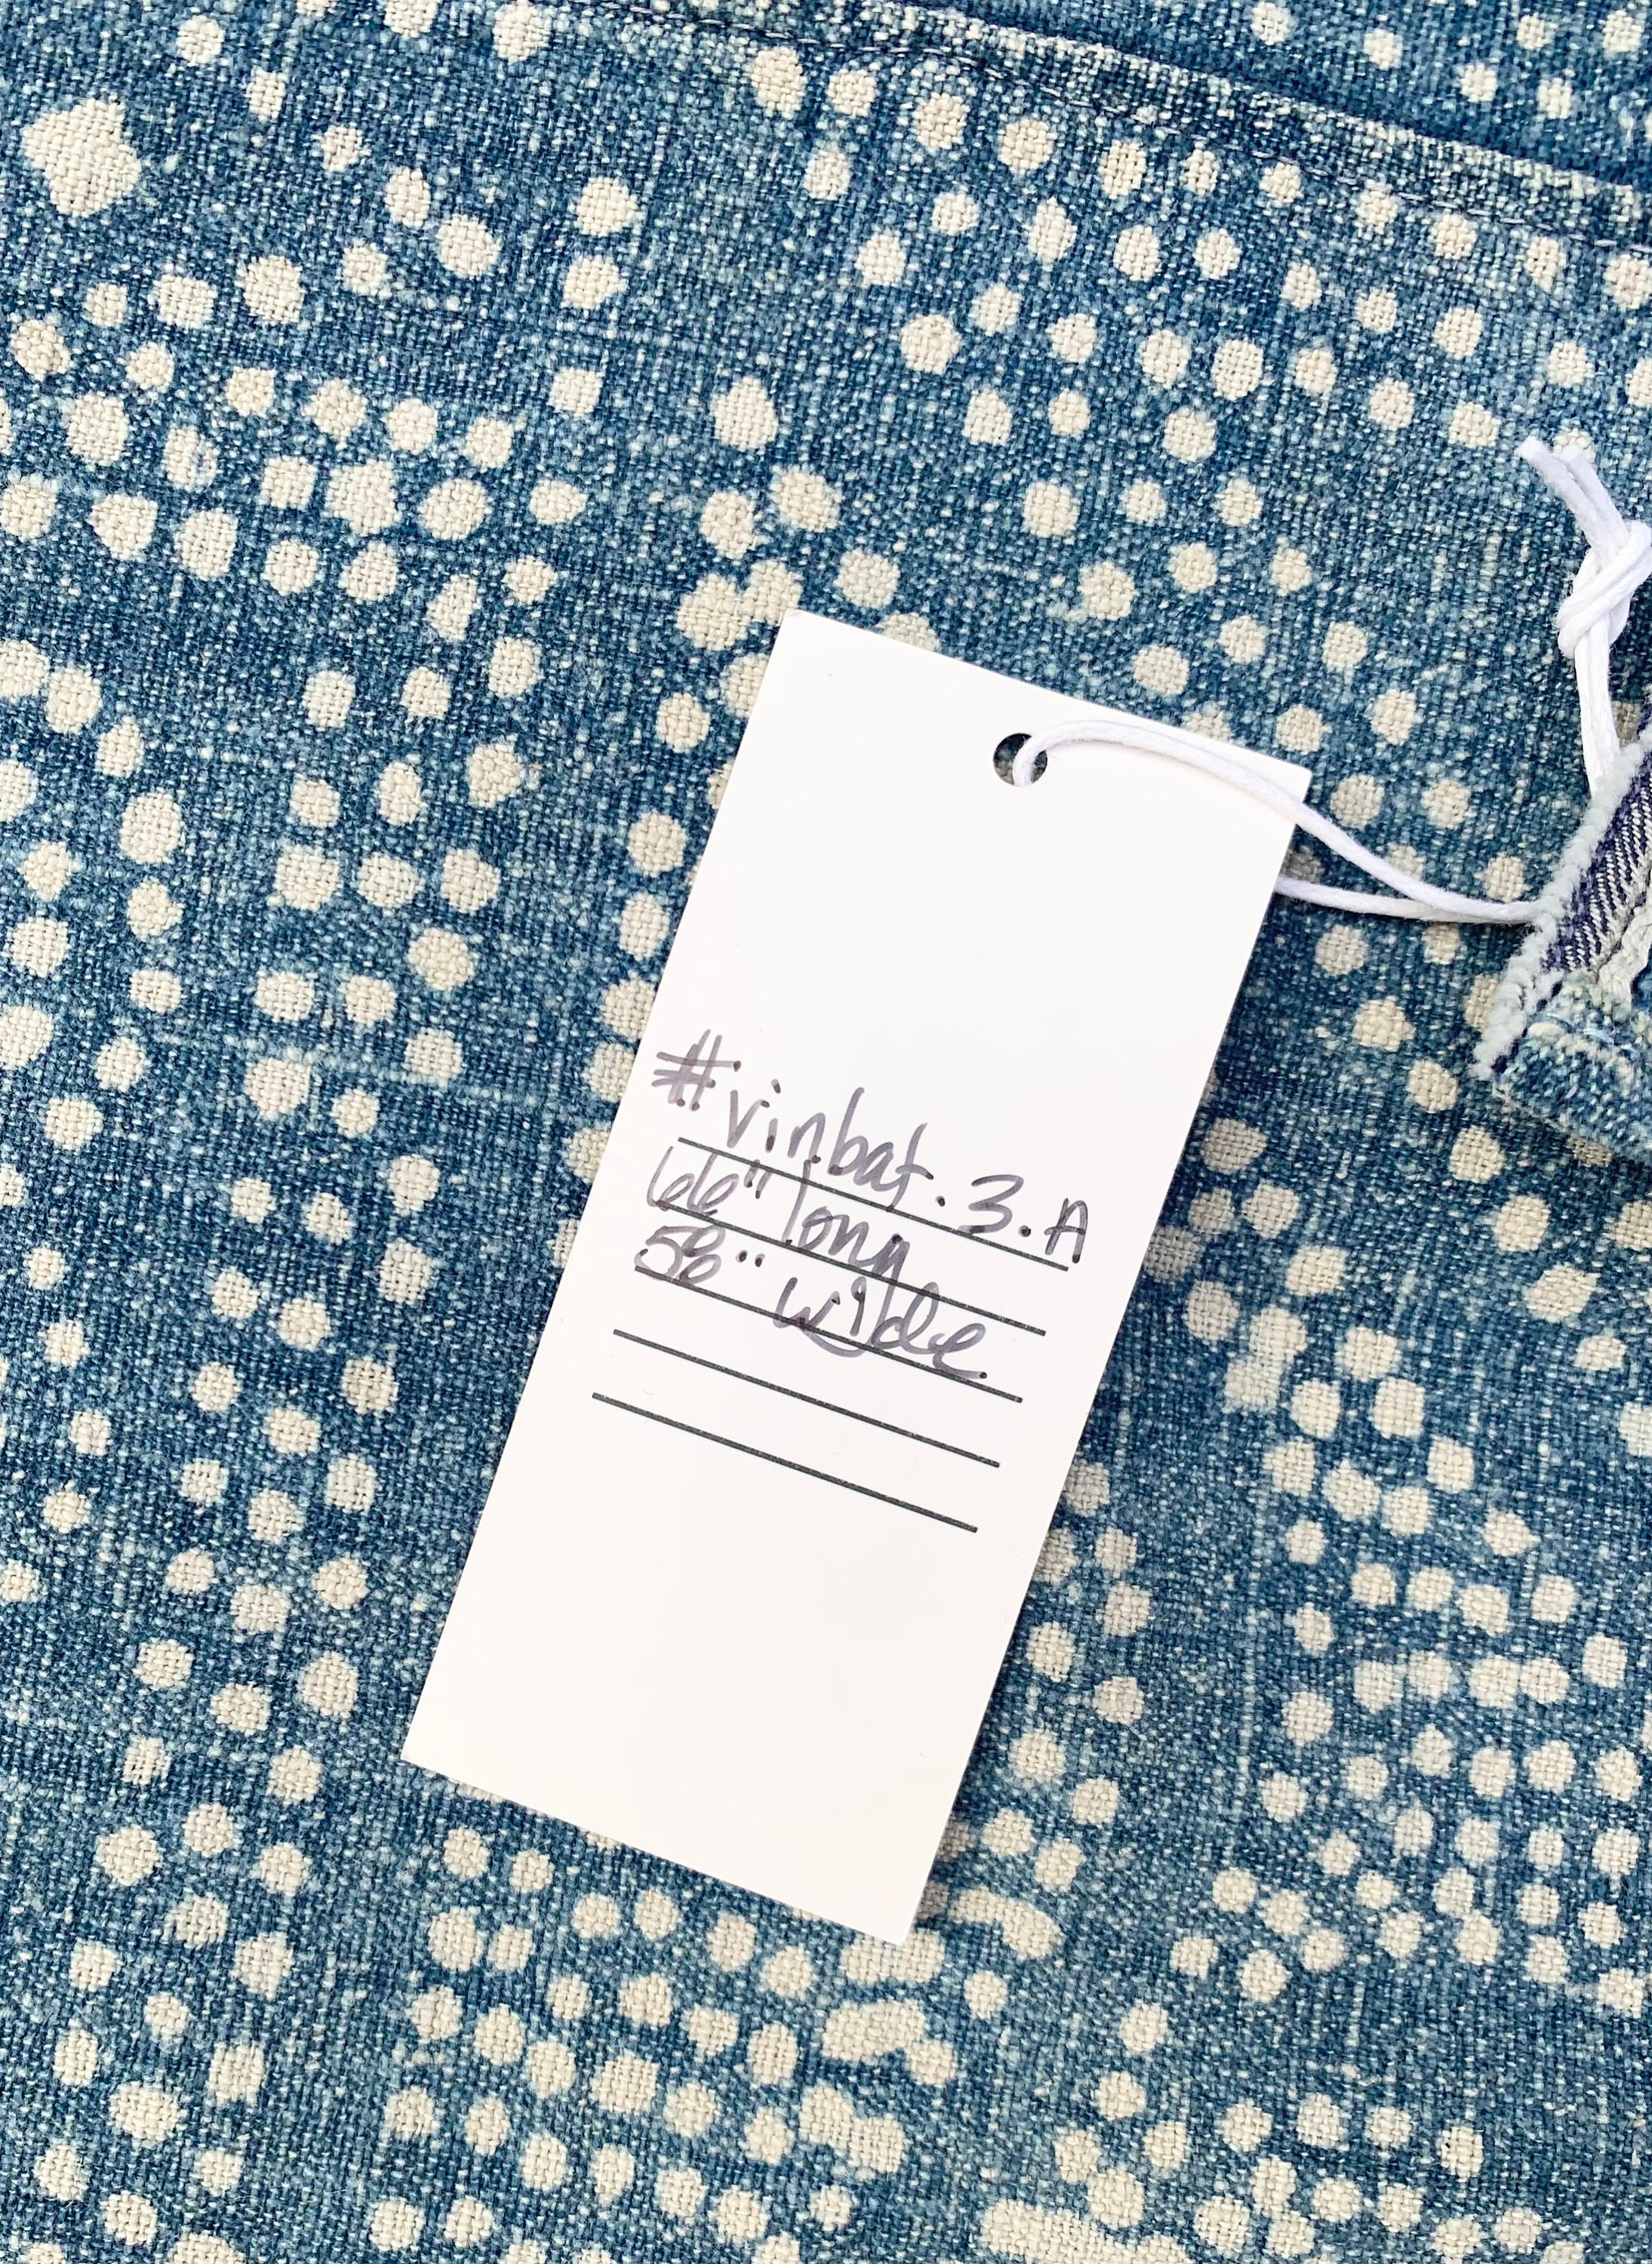 #vinbat.3.A
66" long
58" wide